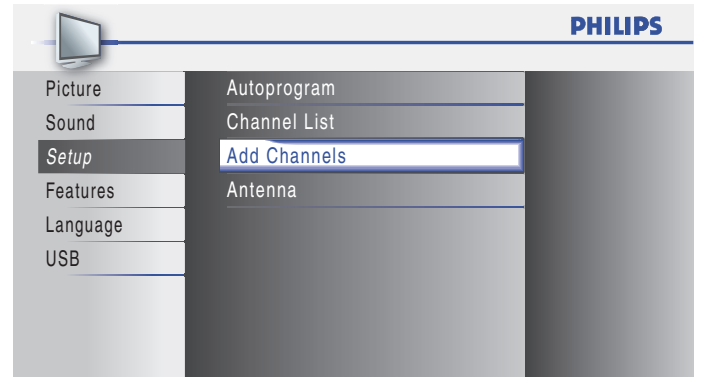 PHILIPS
Picture
Sound
Setup
Features
Language
USB
Autoprogram
Channel List
Add Channels
Antenna